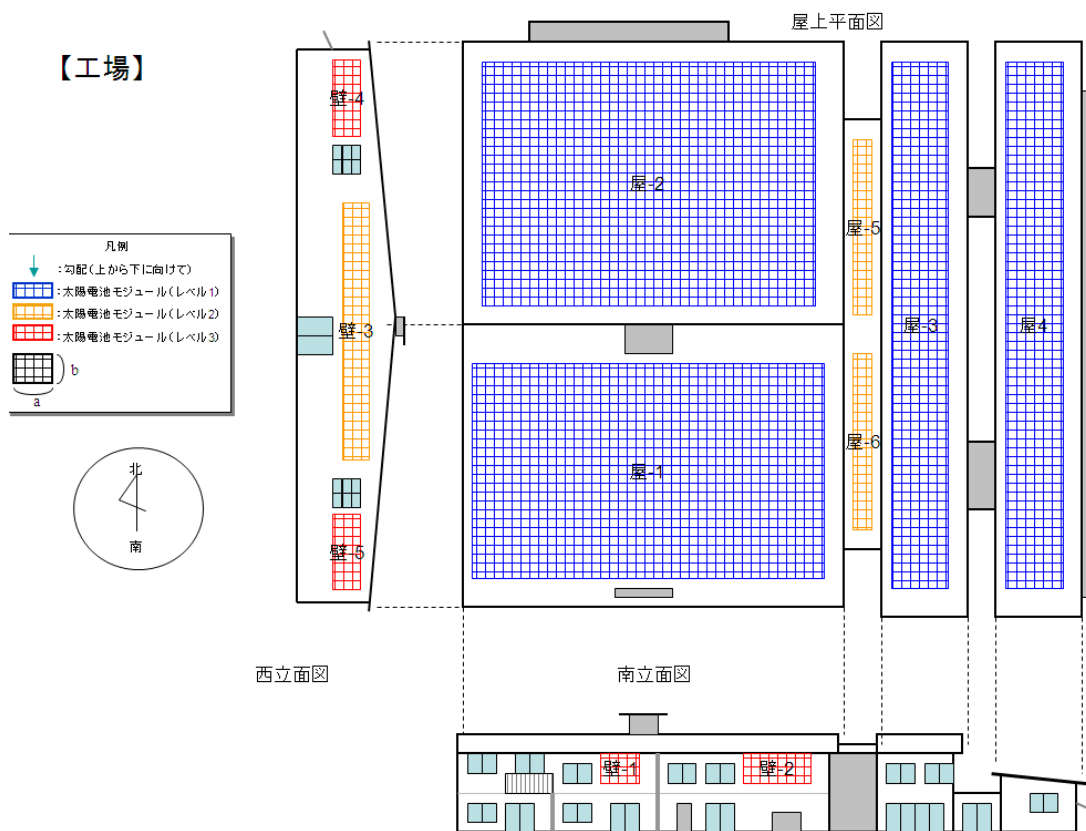 屋上平面図
【工場】
壁-4
屋-2
屋-5
凡例
:勾配(上から下に向けて)
:太陽電池モジュール(レベル1)
:太陽電池モジュール(レベル2)
:太陽電池モジュール(レベル3)
b
a
壁-3
屋-3
屋4
屋-6
屋-1
北
南
壁-5
西立面図
南立面図
壁-1
壁-2